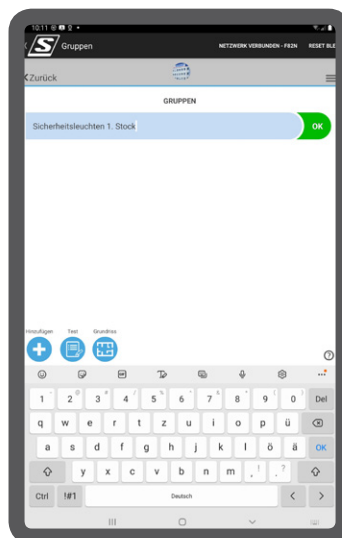 10:11
Gruppen NETZWERK VERBUNDEN - F82N RESET BLE
Zurück
GRUPPEN
Sicherheitsleuchten 1. Stock OK
Hinzufügen Test Grundriss
1 2 3 4 5 6 7 8 9 0 Del
q w e r t z u i o p ü
a s d f g h j k l ö ä OK
y x c v b n m , ! . ?
Ctrl !#1 Deutsch < >